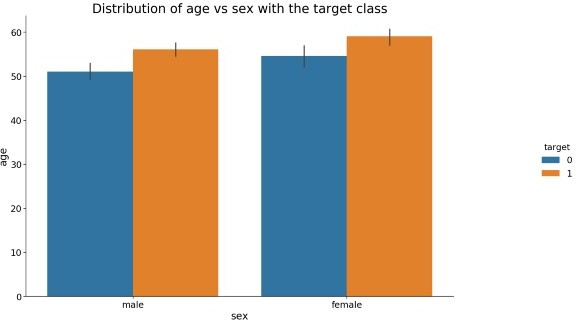 Distribution of age vs sex with the target class
60
50
40
30
20
10
0
age
male
female
sex
target
0
1